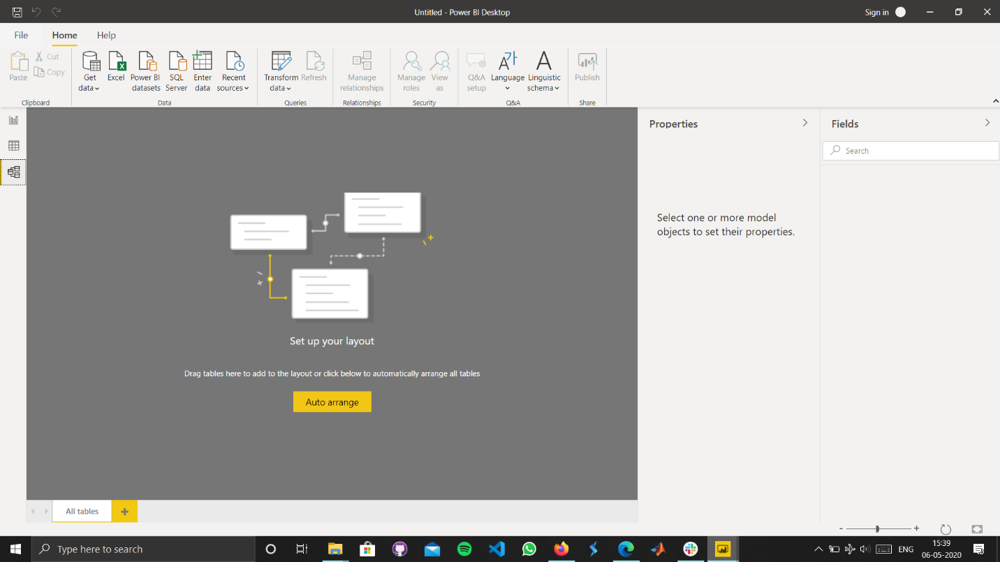 Untitled - Power BI Desktop
Sign in
File
Home
Help
Paste
Cut
Copy
Clipboard
Get
data
Excel
Power BI
datasets
SQL
Server
Enter
data
Recent
sources
Data
Transform
data
Refresh
Queries
Manage
relationships
Relationships
Manage
roles
View
as
Security
Q&A
setup
Language
Linguistic
schema
Q&A
Publish
Share
Properties
Fields
Search
Select one or more model
objects to set their properties.
Set up your layout
Drag tables here to add to the layout or click below to automatically arrange all tables
Auto arrange
All tables
Type here to search
ENG
15:39
06-05-2020